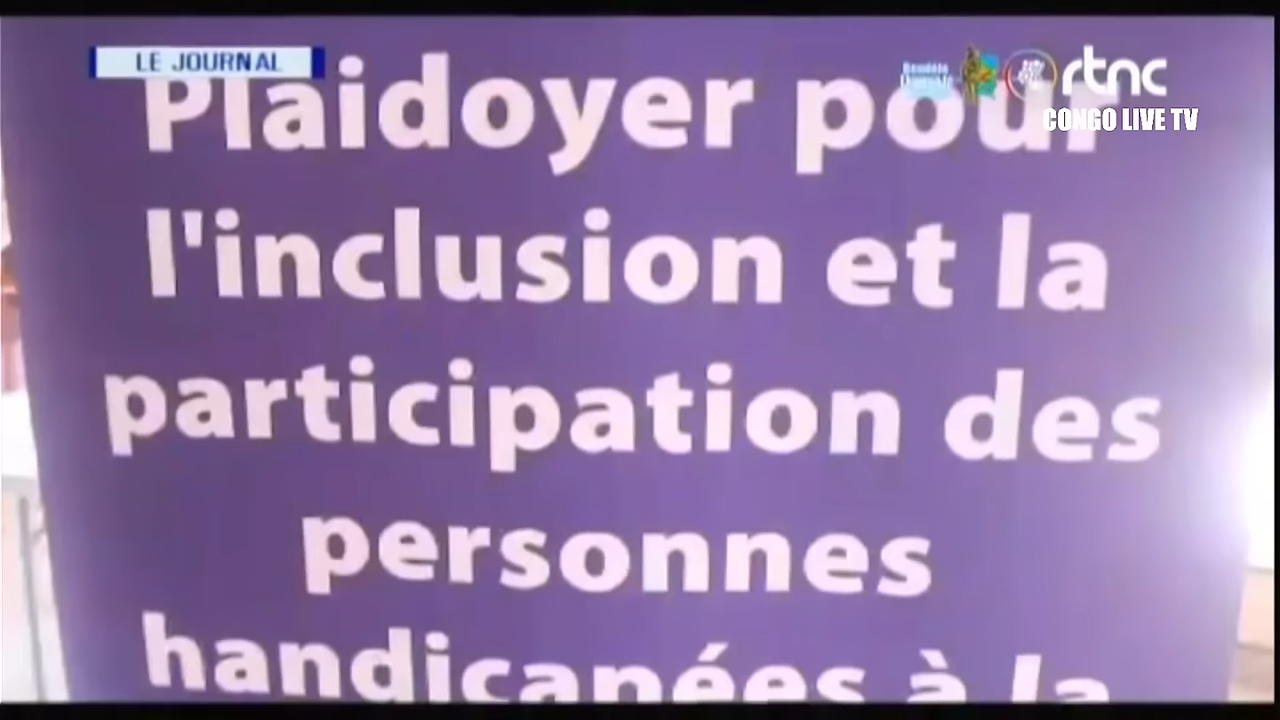 LE JOURNAL
rtnc
CONGO LIVE TV
Plaidoyer pour
l'inclusion et la
participation des
personnes
handicapées à la